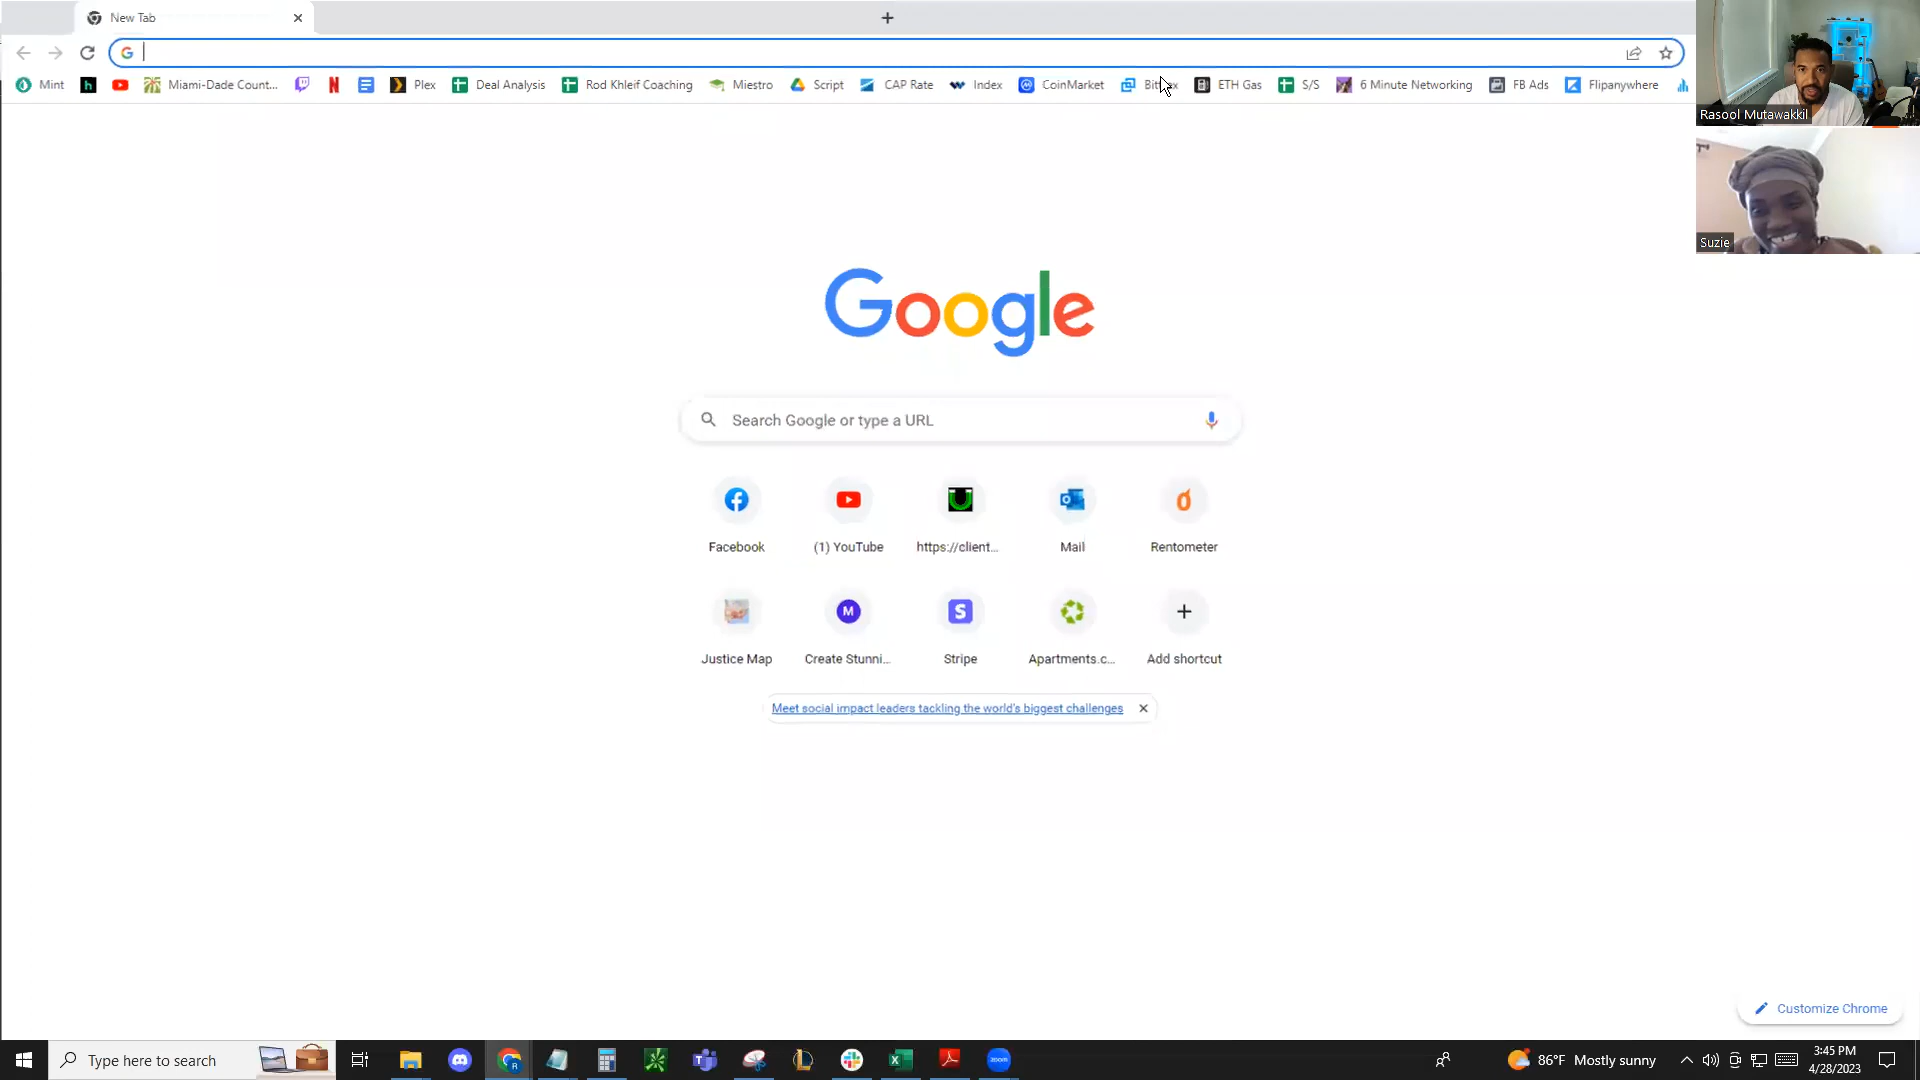 New Tab
Mint
Miami-Dade Count...
Plex
Deal Analysis
Rod Khleif Coaching
Miestro
Script
CAP Rate
Index
CoinMarket
ETH Gas
S/S
6 Minute Networking
FB Ads
Flipanywhere
Rasool Mutawakkil
Suzie
Google
Search Google or type a URL
Facebook
(1) YouTube
https://client...
Mail
Rentometer
Justice Map
Create Stunni...
Stripe
Apartments.c...
Add shortcut
Meet social impact leaders tackling the world's biggest challenges
Customize Chrome
Type here to search
zoom
86°F Mostly sunny
3:45 PM
4/28/2023